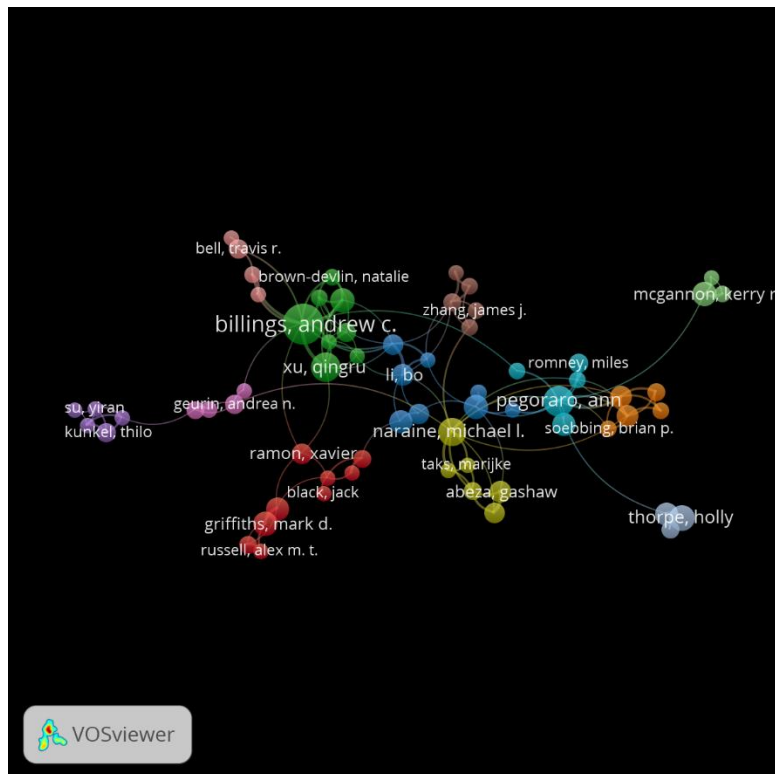 bell, travis r.
brown-devlin, natalie
mcgannon, kerry r
zhang, james j.
billings, andrew c.
romney, miles
xu, qingru
li, bo
su, yiran
geurin, andrea n.
pegoraro, ann
kunkel, thilo
naraine, michael l.
soebbing, brian p.
ramon, xavier
taks, marijke
black, jack
abeza, gashaw
griffiths, mark d.
thorpe, holly
russell, alex m. t.
VOSviewer